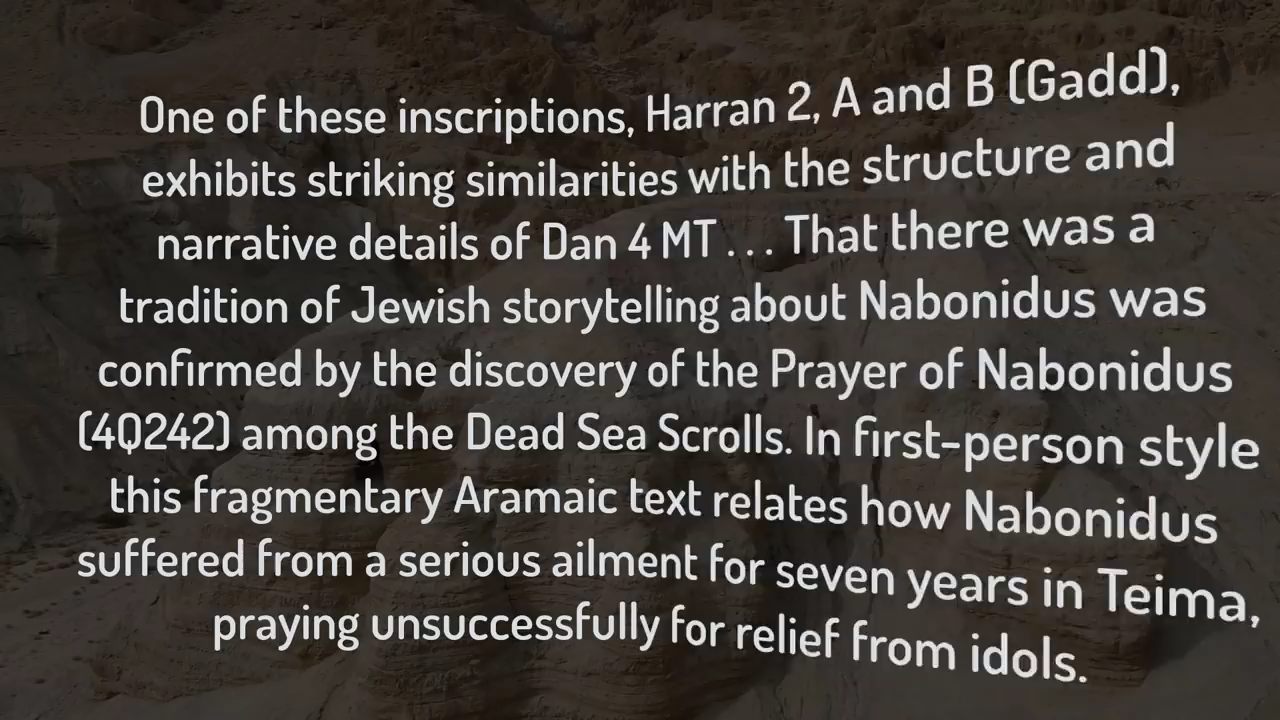 One of these inscriptions, Harran 2, A and B (Gadd),
exhibits striking similarities with the structure and
narrative details of Dan 4 MT . . . That there was a
tradition of Jewish storytelling about Nabonidus was
confirmed by the discovery of the Prayer of Nabonidus
(4Q242) among the Dead Sea Scrolls. In first-person style
this fragmentary Aramaic text relates how Nabonidus
suffered from a serious ailment for seven years in Teima,
praying unsuccessfully for relief from idols.